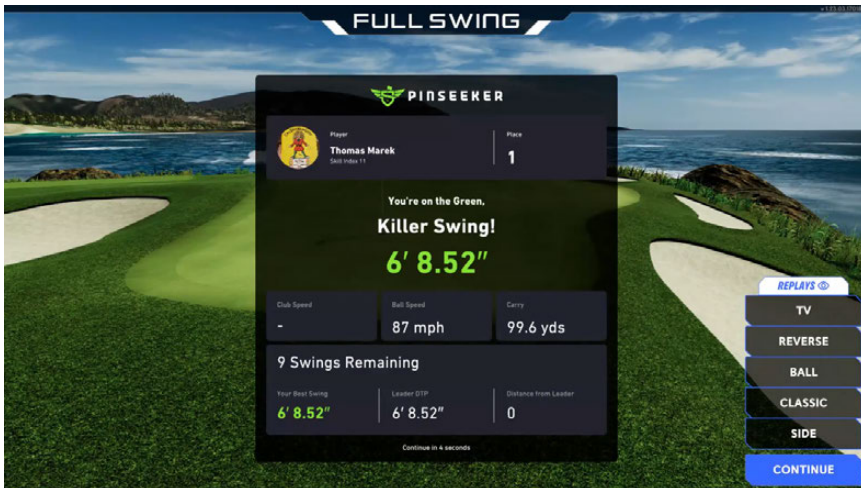 FULL SWING
PINSEEKER
Player
Thomas Marek
Skill Index 11
Place
1
You're on the Green,
Killer Swing!
6′ 8.52″
Club Speed
-
Ball Speed
87 mph
Carry
99.6 yds
9 Swings Remaining
Your Best Swing
6′ 8.52″
Leader DTP
6′ 8.52″
Distance from Leader
0
Continue in 4 seconds
REPLAYS
TV
REVERSE
BALL
CLASSIC
SIDE
CONTINUE